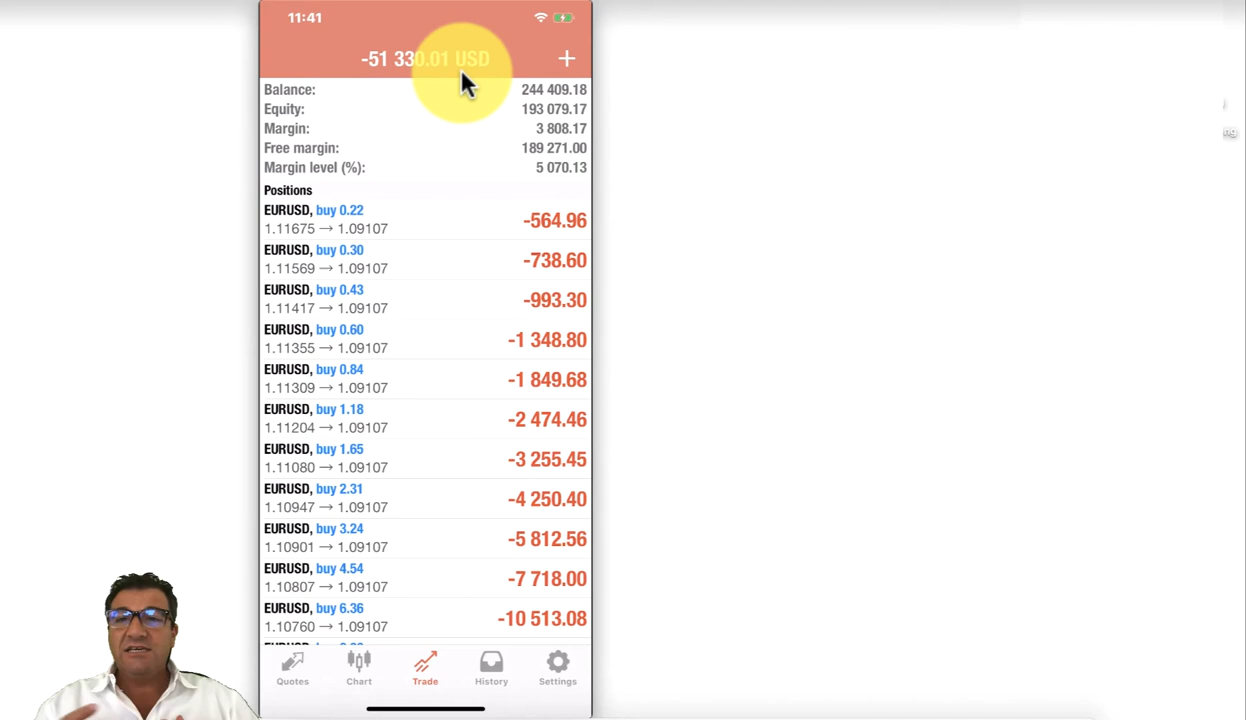 11:41
-51 330.01 USD
Balance: 244 409.18
Equity: 193 079.17
Margin: 3 808.17
Free margin: 189 271.00
Margin level (%): 5 070.13
Positions
EURUSD, buy 0.22 -564.96
1.11675 → 1.09107
EURUSD, buy 0.30 -738.60
1.11569 → 1.09107
EURUSD, buy 0.43 -993.30
1.11417 → 1.09107
EURUSD, buy 0.60 -1 348.80
1.11355 → 1.09107
EURUSD, buy 0.84 -1 849.68
1.11309 → 1.09107
EURUSD, buy 1.18 -2 474.46
1.11204 → 1.09107
EURUSD, buy 1.65 -3 255.45
1.11080 → 1.09107
EURUSD, buy 2.31 -4 250.40
1.10947 → 1.09107
EURUSD, buy 3.24 -5 812.56
1.10901 → 1.09107
EURUSD, buy 4.54 -7 718.00
1.10807 → 1.09107
EURUSD, buy 6.36 -10 513.08
1.10760 → 1.09107
Quotes Chart Trade History Settings